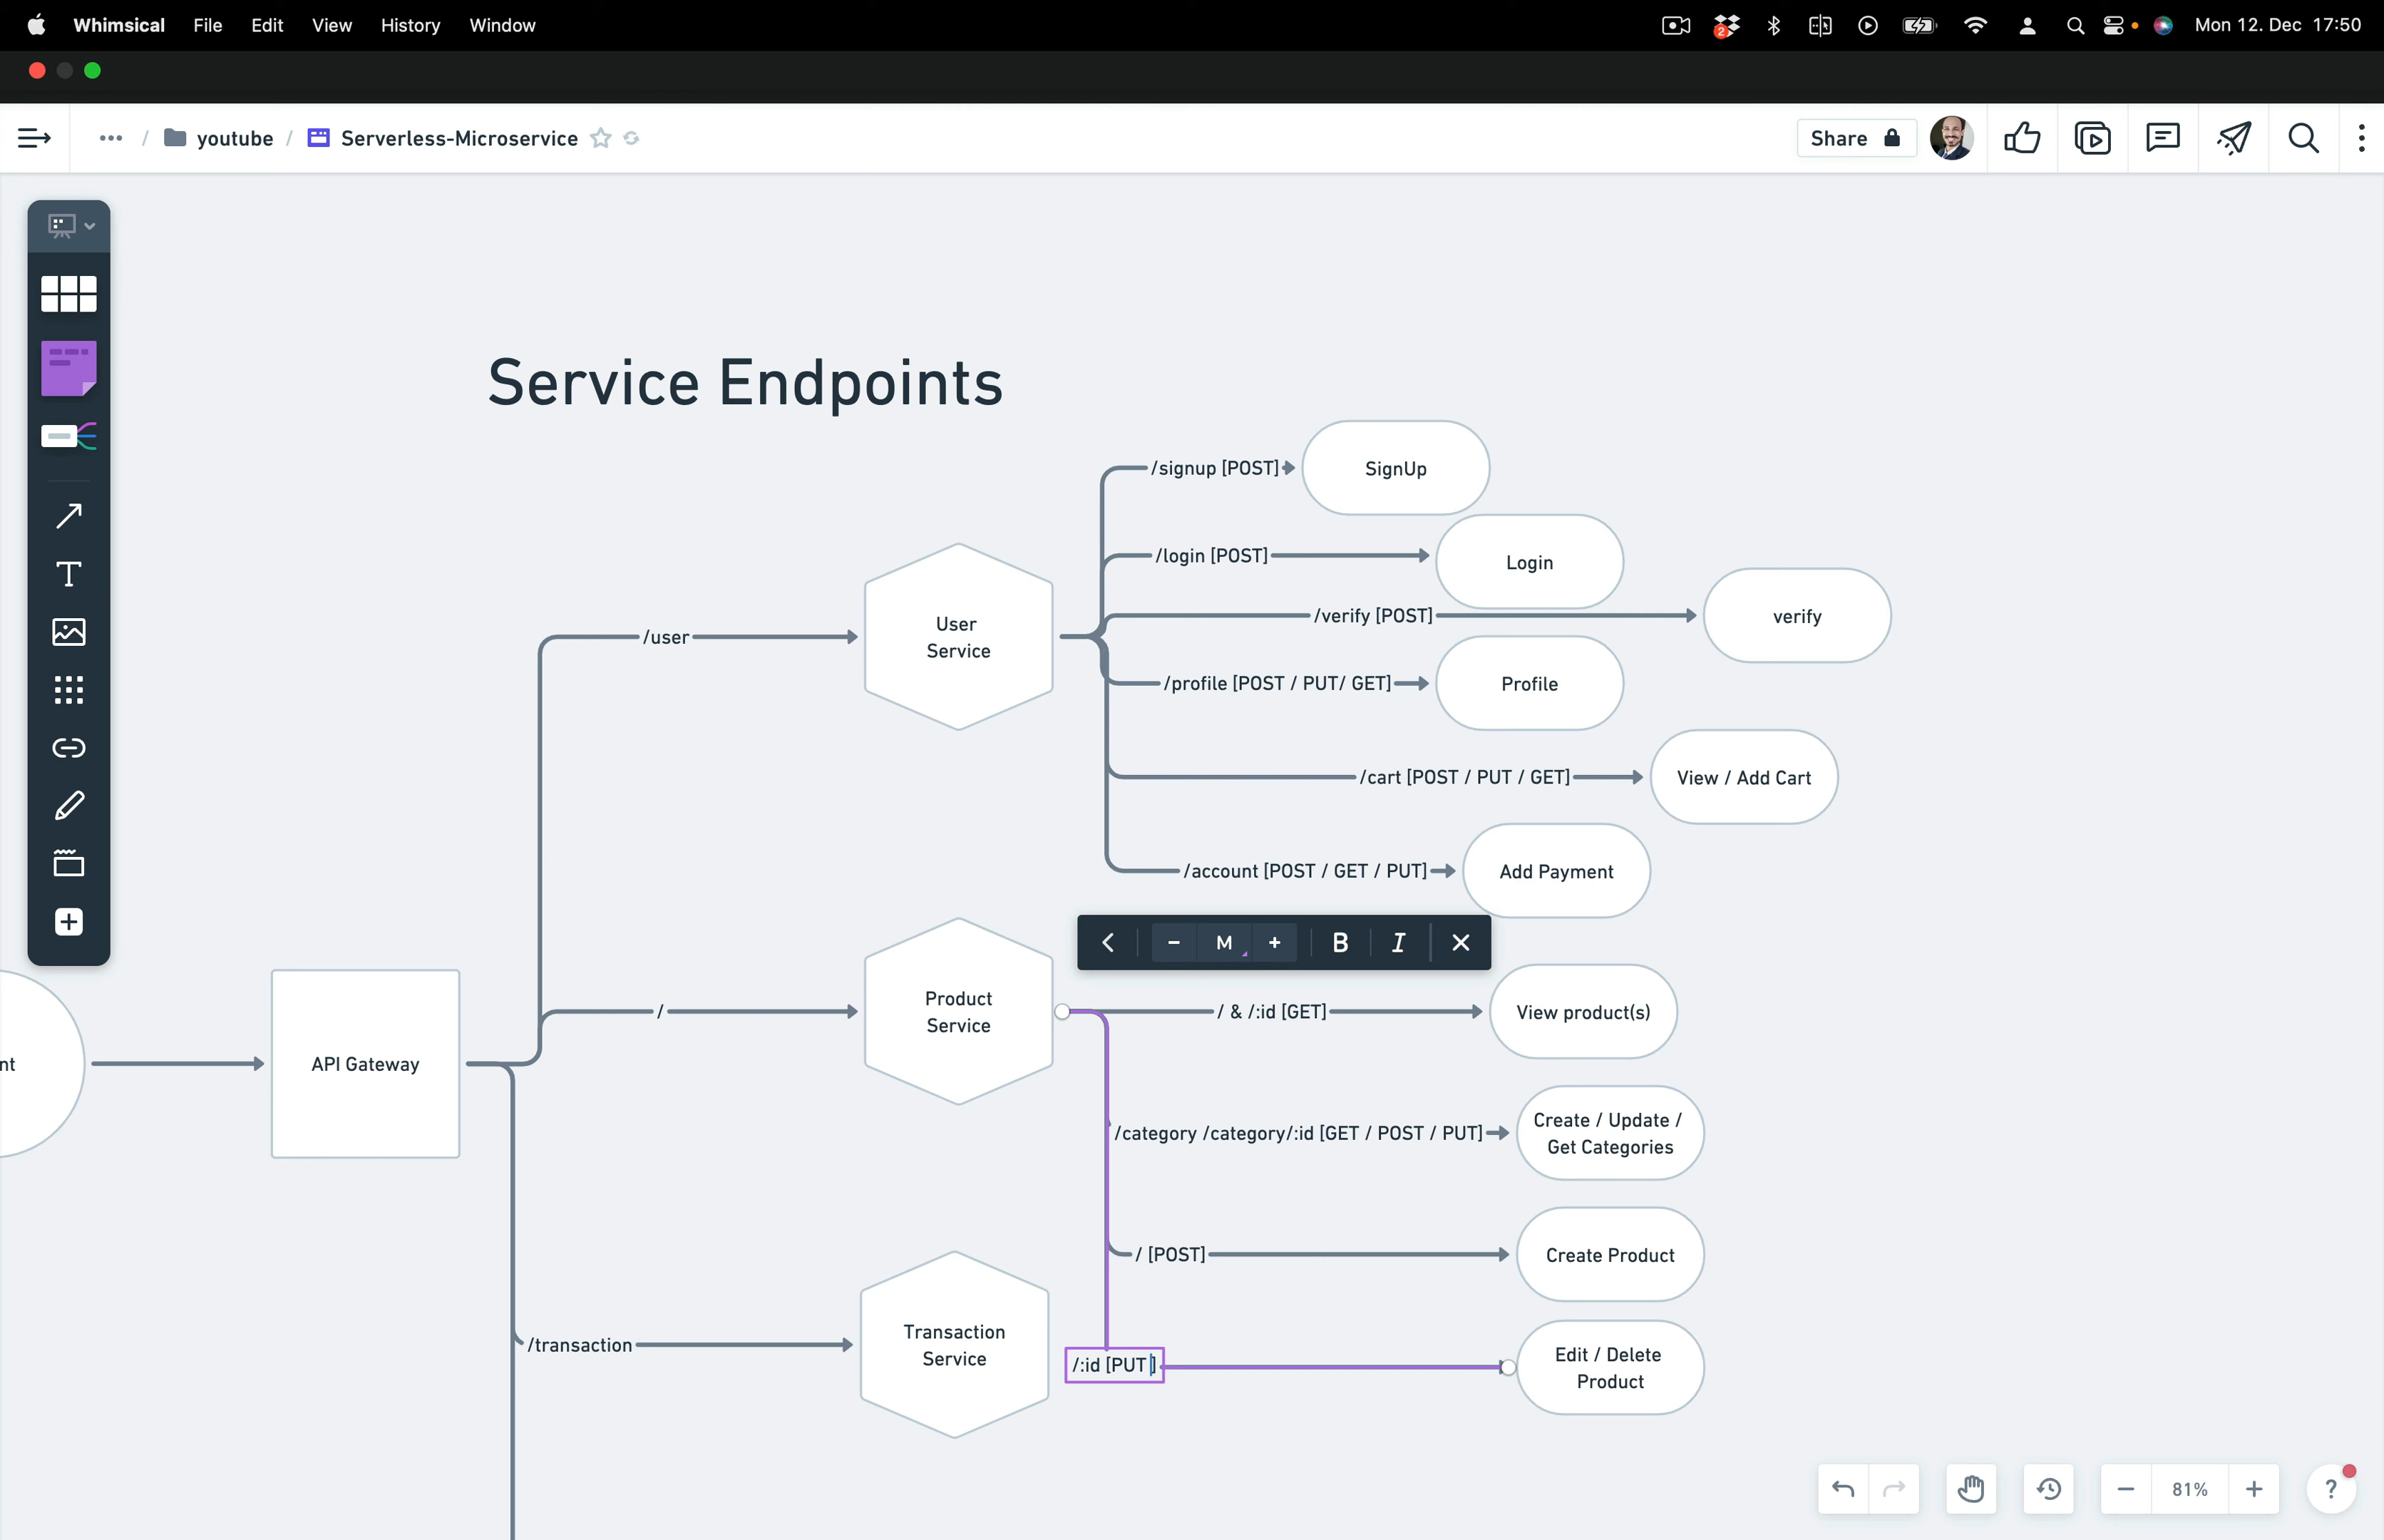 Whimsical File Edit View History Window
2
Mon 12. Dec 17:50
••• / youtube / Serverless-Microservice
Share
Service Endpoints
/signup [POST]
SignUp
/login [POST]
Login
/verify [POST]
verify
/user
User
Service
/profile [POST / PUT/ GET]
Profile
/cart [POST / PUT / GET]
View / Add Cart
/account [POST / GET / PUT]
Add Payment
− M + B I ✕
/
Product
Service
/ & /:id [GET]
View product(s)
nt
API Gateway
/category /category/:id [GET / POST / PUT]
Create / Update /
Get Categories
/ [POST]
Create Product
/transaction
Transaction
Service
/:id [PUT ]
Edit / Delete
Product
− 81% +
?